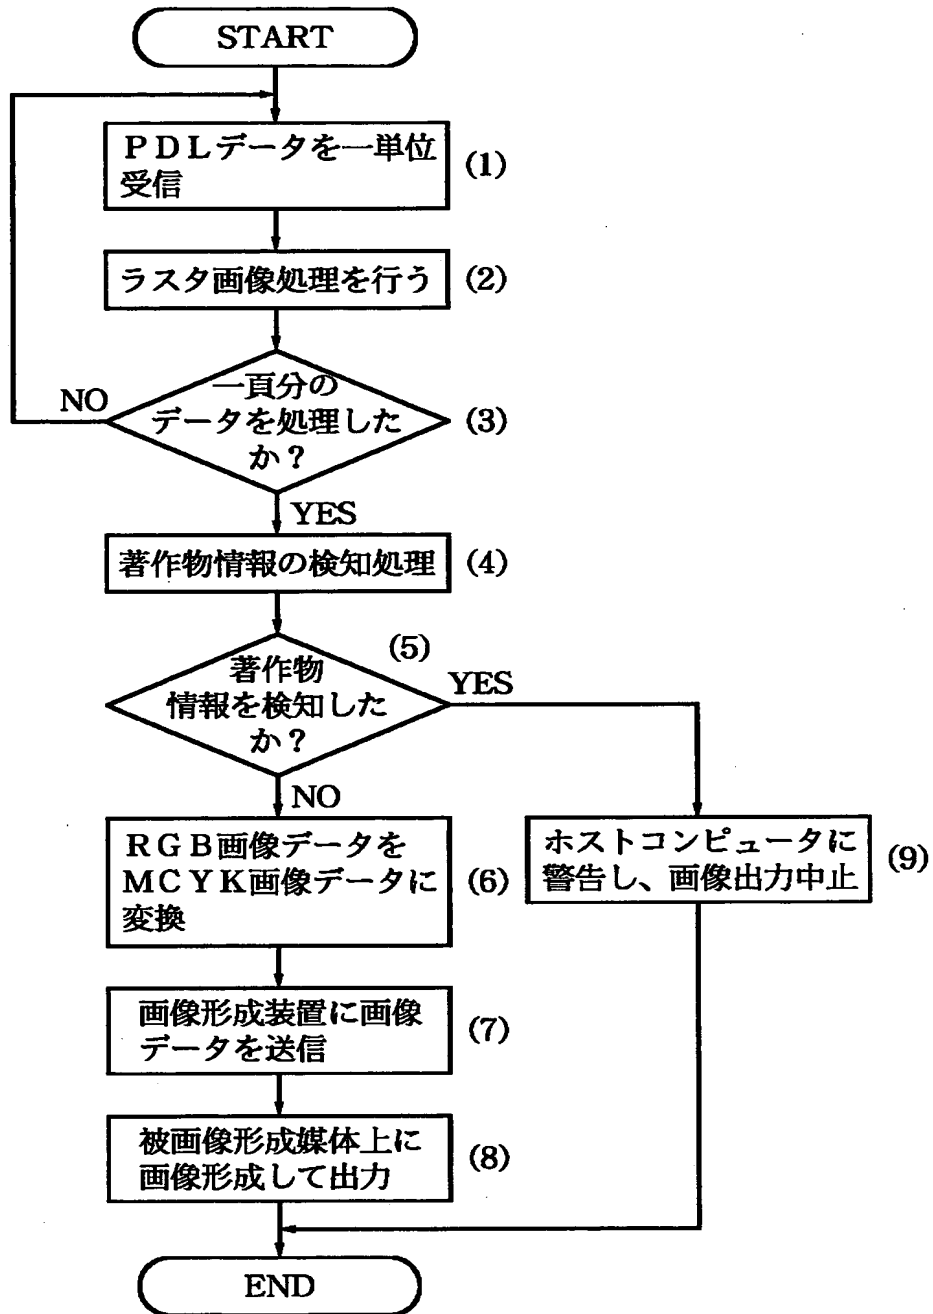 START
PDLデータを一単位
受信
(1)
ラスタ画像処理を行う
(2)
一頁分の
データを処理した
か？
(3)
NO
YES
著作物情報の検知処理
(4)
著作物
情報を検知した
か？
(5)
YES
NO
RGB画像データを
MCYK画像データに
変換
(6)
ホストコンピュータに
警告し、画像出力中止
(9)
画像形成装置に画像
データを送信
(7)
被画像形成媒体上に
画像形成して出力
(8)
END